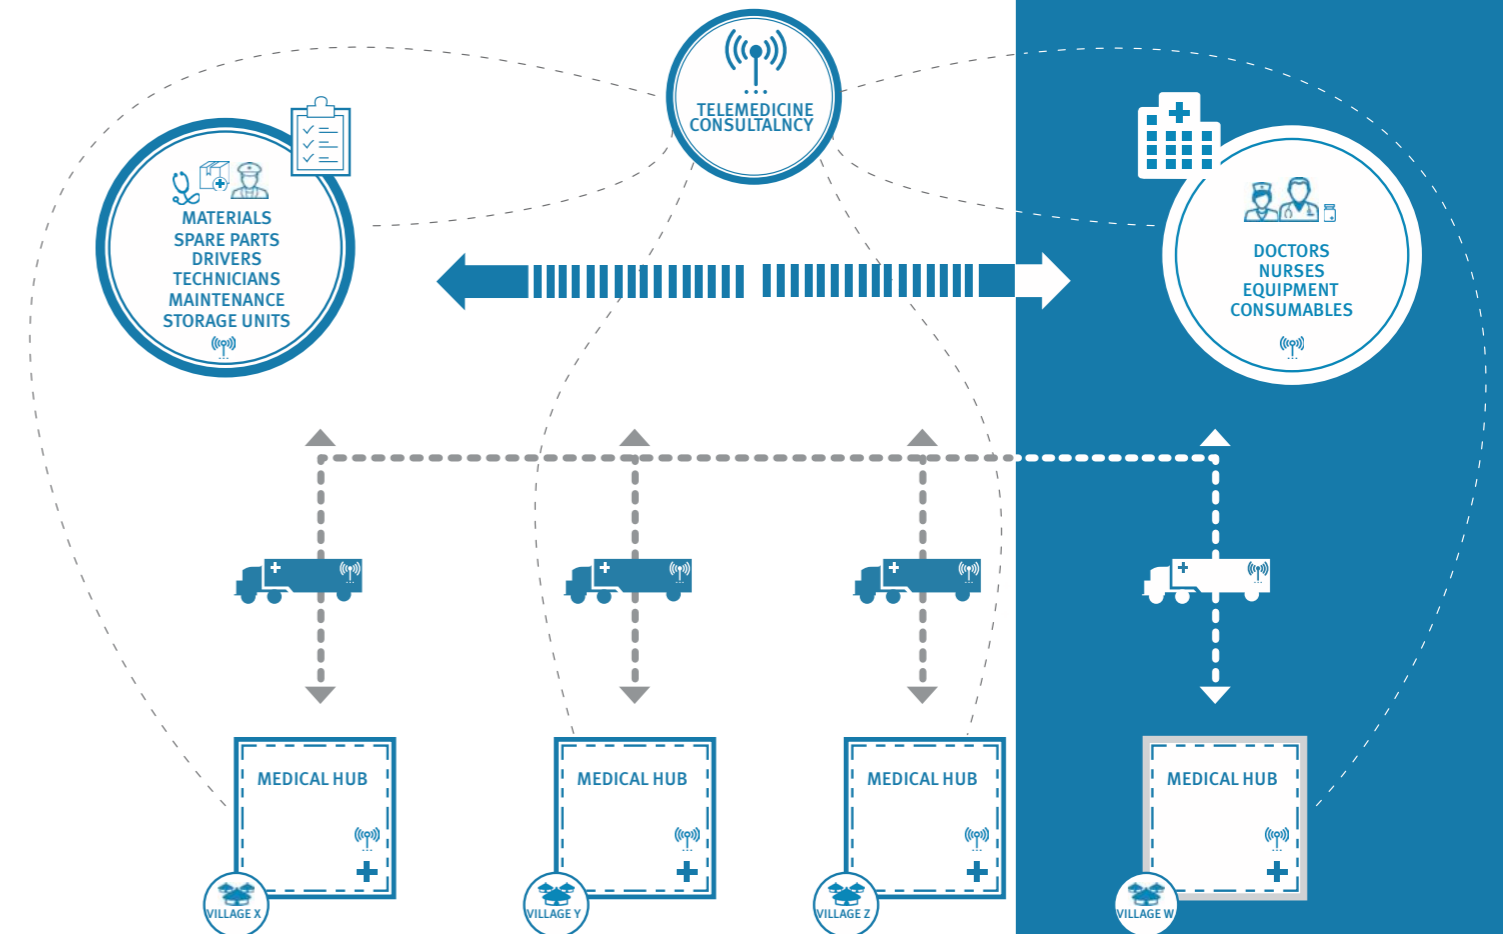 TELEMEDICINE
CONSULTALNCY
MATERIALS
SPARE PARTS
DRIVERS
TECHNICIANS
MAINTENANCE
STORAGE UNITS
DOCTORS
NURSES
EQUIPMENT
CONSUMABLES
MEDICAL HUB
MEDICAL HUB
MEDICAL HUB
MEDICAL HUB
VILLAGE X
VILLAGE Y
VILLAGE Z
VILLAGE W